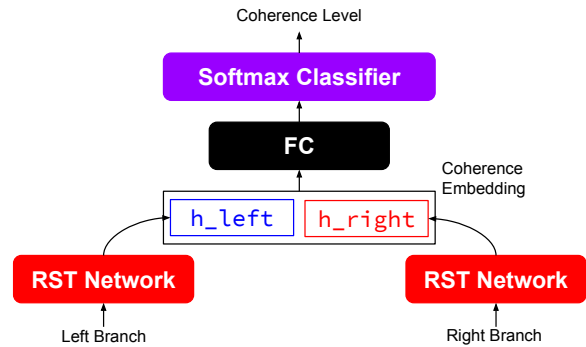 Coherence Level
Softmax Classifier
FC
Coherence
Embedding
h_left
h_right
RST Network
RST Network
Left Branch
Right Branch